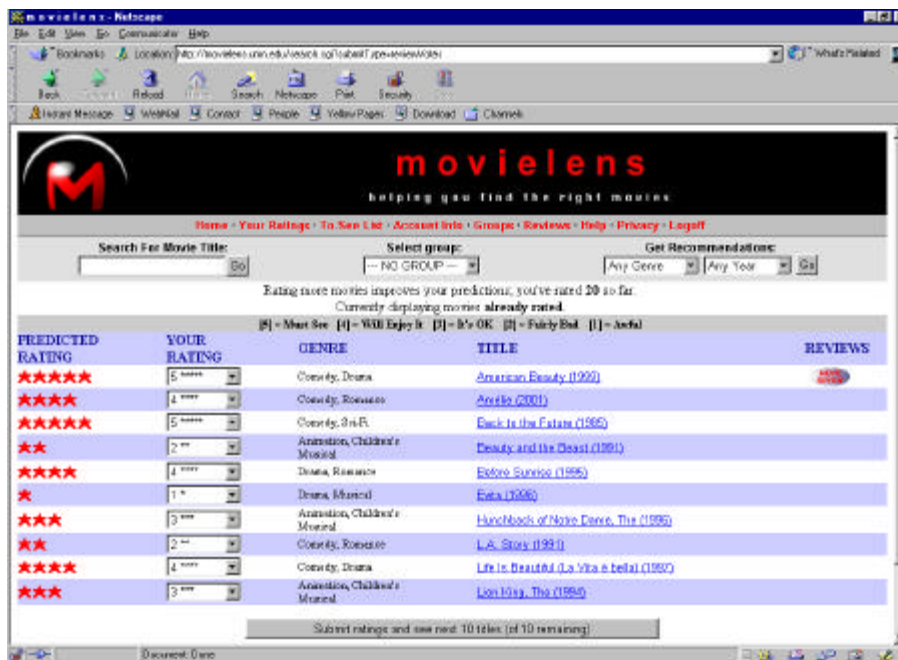 movielens - Netscape
File Edit View Go Communicator Help
Bookmarks Location: What's Related
Back Reload Search Netscape Print Security
Instant Message WebMail Contact People Yellow Pages Download Channels
M movielens
helping you find the right movies
Home · Your Ratings · To See List · Account Info · Groups · Reviews · Help · Privacy · Logoff
Search For Movie Title: Select group: Get Recommendations:
Go --- NO GROUP --- Any Genre Any Year Go
Rating more movies improves your predictions, you've rated 20 so far.
Currently displaying movies already rated.
[5] = Must See [4] = Will Enjoy It [3] = It's OK [2] = Fairly Bad [1] = Awful
PREDICTED RATING YOUR RATING GENRE TITLE REVIEWS
★★★★★ 5 ***** Comedy, Drama American Beauty (1999)
★★★★ 4 **** Comedy, Romance Amélie (2001)
★★★★★ 5 ***** Comedy, Sci-Fi Back to the Future (1985)
★★ 2 ** Animation, Children's Musical Beauty and the Beast (1991)
★★★★ 4 **** Drama, Romance Before Sunrise (1995)
★ 1 * Drama, Musical Evita (1996)
★★★ 3 *** Animation, Children's Musical Hunchback of Notre Dame, The (1996)
★★ 2 ** Comedy, Romance L.A. Story (1991)
★★★★ 4 **** Comedy, Drama Life Is Beautiful (La Vita è bella) (1997)
★★★ 3 *** Animation, Children's Musical Lion King, The (1994)
Submit ratings and see next 10 titles (of 10 remaining)
Document: Done